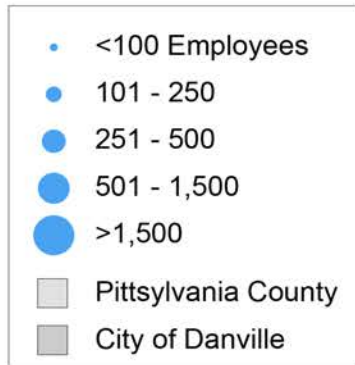 <100 Employees
101 - 250
251 - 500
501 - 1,500
>1,500
Pittsylvania County
City of Danville